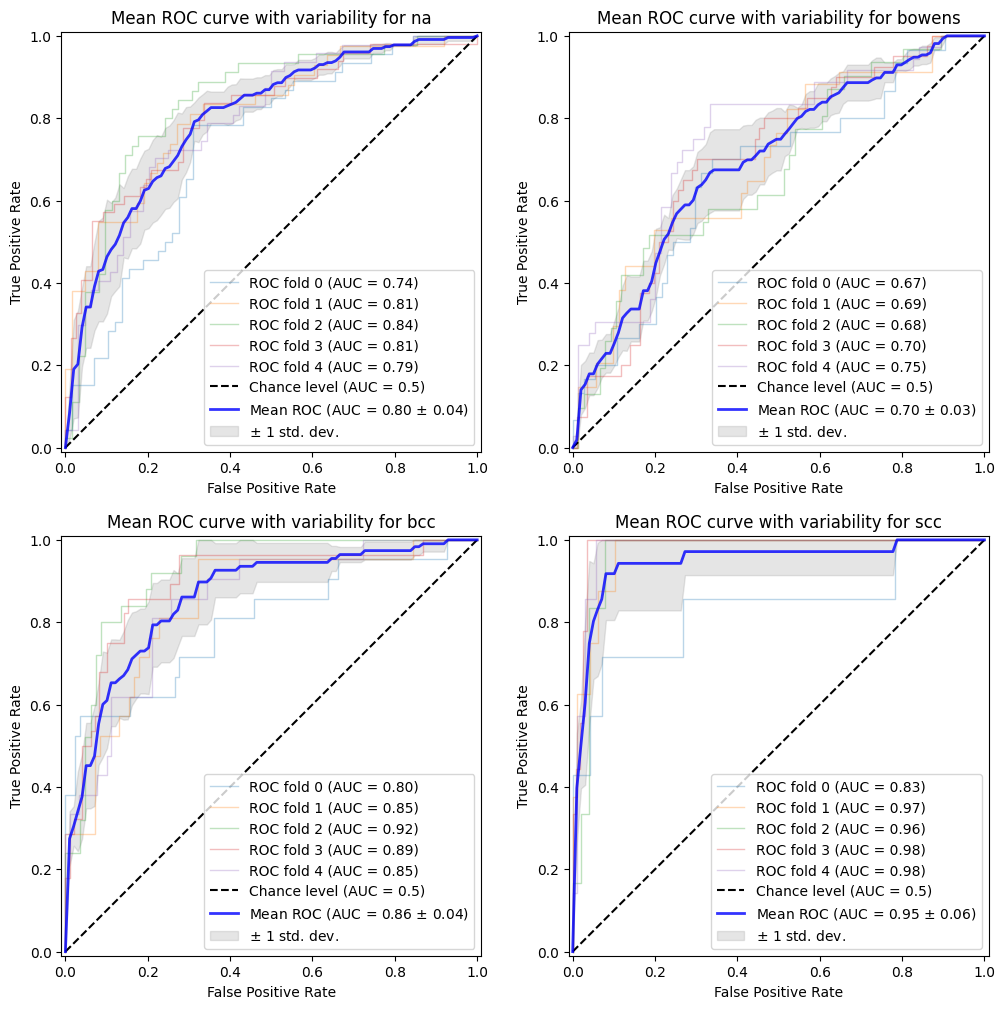 Mean ROC curve with variability for na
True Positive Rate
1.0
0.8
0.6
0.4
0.2
0.0
ROC fold 0 (AUC = 0.74)
ROC fold 1 (AUC = 0.81)
ROC fold 2 (AUC = 0.84)
ROC fold 3 (AUC = 0.81)
ROC fold 4 (AUC = 0.79)
Chance level (AUC = 0.5)
Mean ROC (AUC = 0.80 ± 0.04)
± 1 std. dev.
0.0 0.2 0.4 0.6 0.8 1.0
False Positive Rate
Mean ROC curve with variability for bowens
True Positive Rate
1.0
0.8
0.6
0.4
0.2
0.0
ROC fold 0 (AUC = 0.67)
ROC fold 1 (AUC = 0.69)
ROC fold 2 (AUC = 0.68)
ROC fold 3 (AUC = 0.70)
ROC fold 4 (AUC = 0.75)
Chance level (AUC = 0.5)
Mean ROC (AUC = 0.70 ± 0.03)
± 1 std. dev.
0.0 0.2 0.4 0.6 0.8 1.0
False Positive Rate
Mean ROC curve with variability for bcc
True Positive Rate
1.0
0.8
0.6
0.4
0.2
0.0
ROC fold 0 (AUC = 0.80)
ROC fold 1 (AUC = 0.85)
ROC fold 2 (AUC = 0.92)
ROC fold 3 (AUC = 0.89)
ROC fold 4 (AUC = 0.85)
Chance level (AUC = 0.5)
Mean ROC (AUC = 0.86 ± 0.04)
± 1 std. dev.
0.0 0.2 0.4 0.6 0.8 1.0
False Positive Rate
Mean ROC curve with variability for scc
True Positive Rate
1.0
0.8
0.6
0.4
0.2
0.0
ROC fold 0 (AUC = 0.83)
ROC fold 1 (AUC = 0.97)
ROC fold 2 (AUC = 0.96)
ROC fold 3 (AUC = 0.98)
ROC fold 4 (AUC = 0.98)
Chance level (AUC = 0.5)
Mean ROC (AUC = 0.95 ± 0.06)
± 1 std. dev.
0.0 0.2 0.4 0.6 0.8 1.0
False Positive Rate